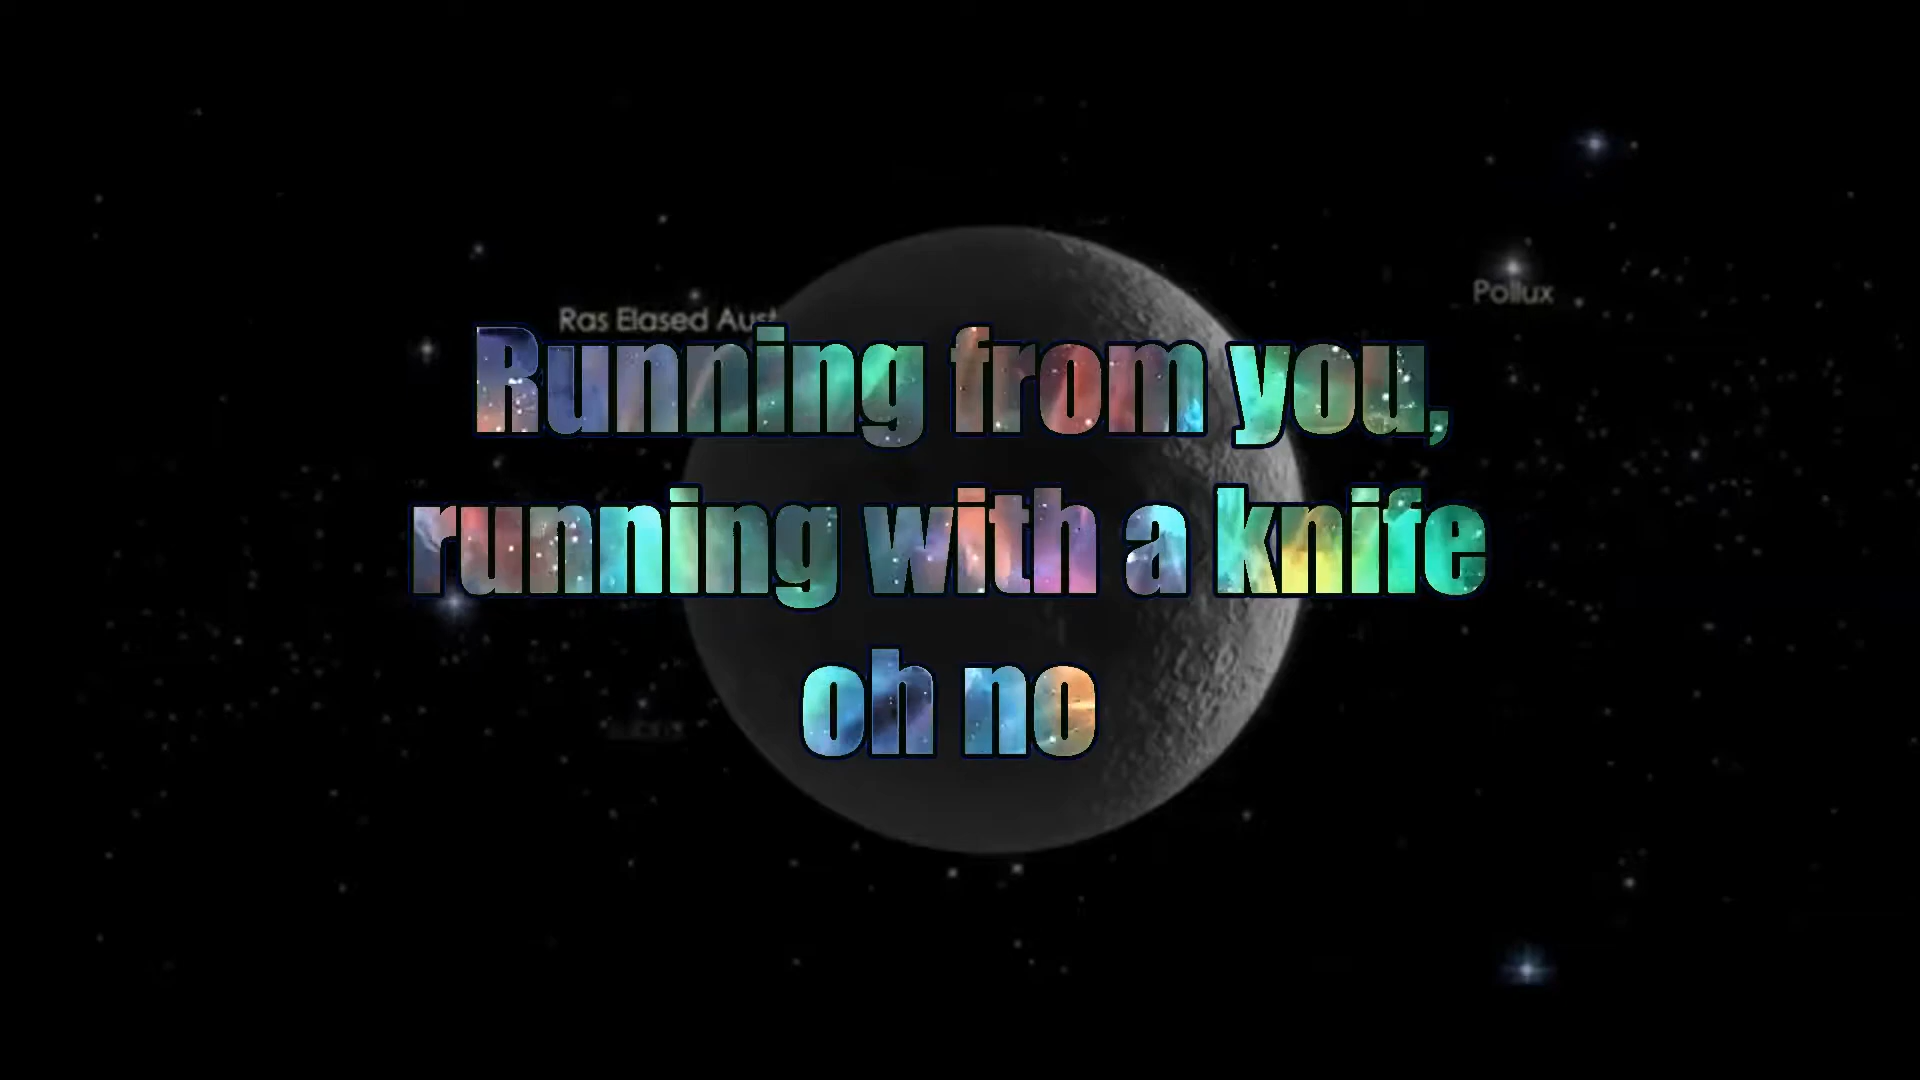 Pollux
Ras Elased Aust
Running from you,
running with a knife
oh no